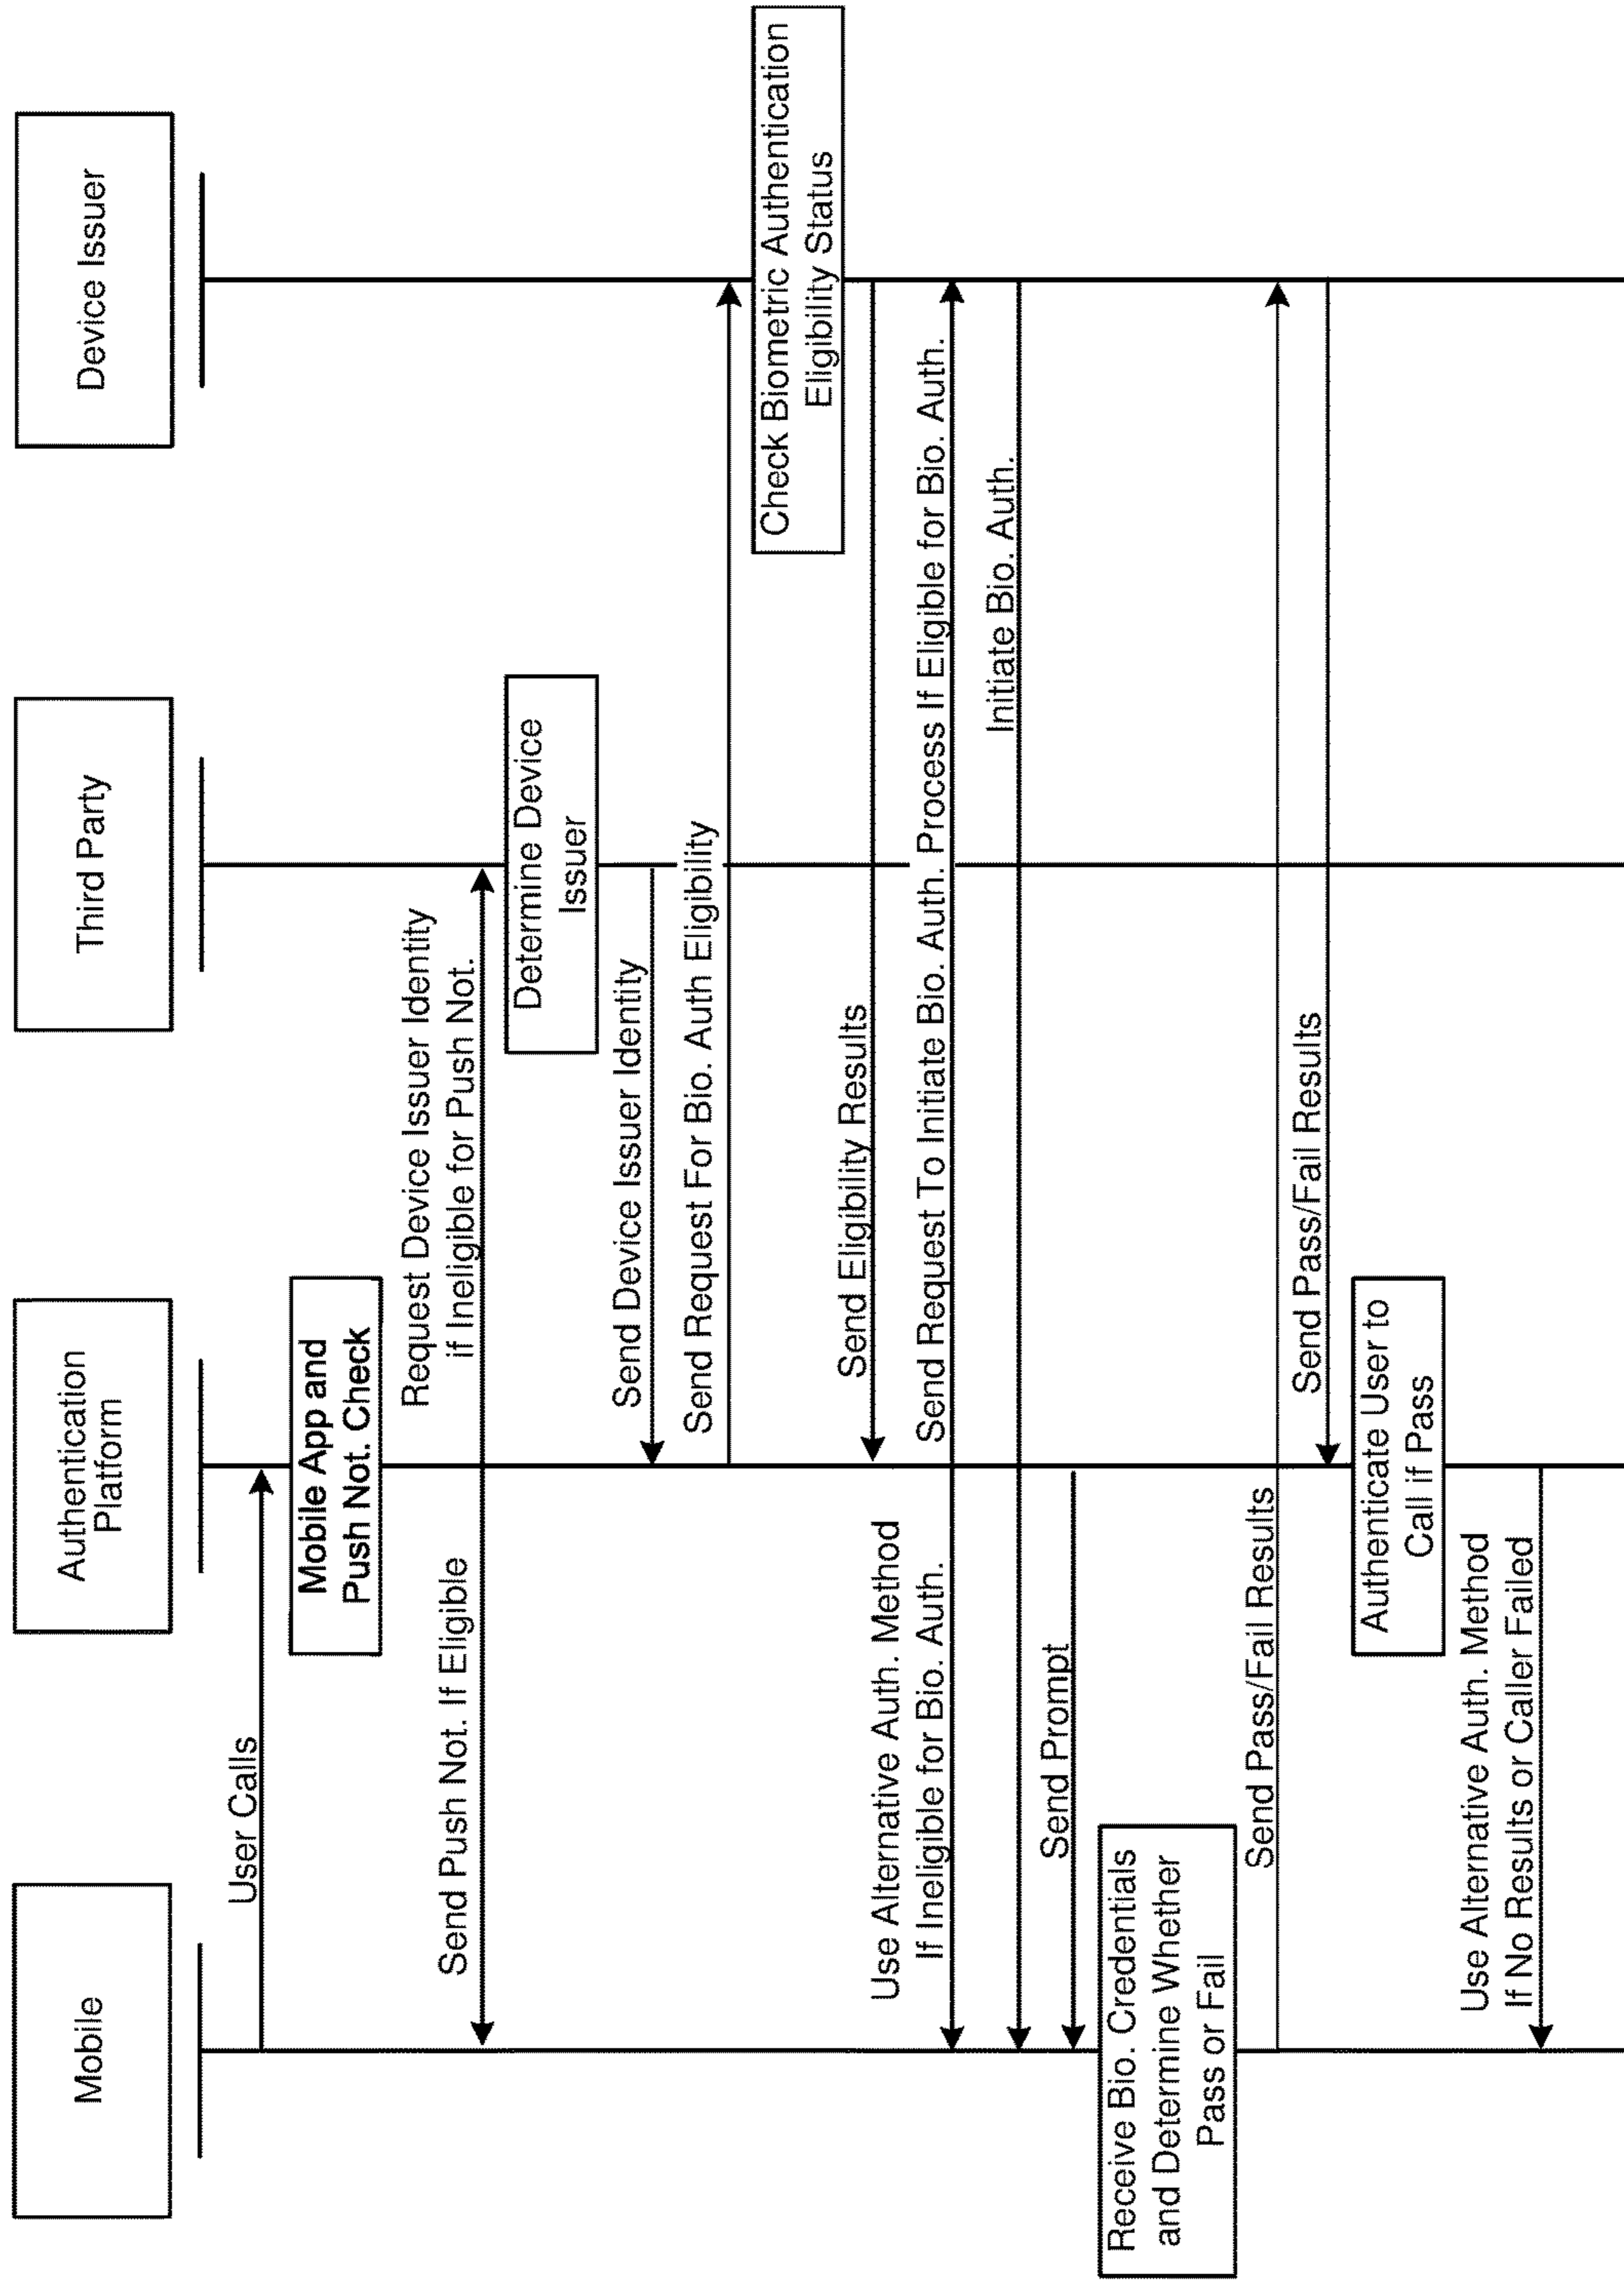 Mobile
Authentication
Platform
Third Party
Device Issuer
User Calls
Mobile App and
Push Not. Check
Send Push Not. If Eligible
Request Device Issuer Identity
if Ineligible for Push Not.
Determine Device
Issuer
Send Device Issuer Identity
Send Request For Bio. Auth Eligibility
Check Biometric Authentication
Eligibility Status
Send Eligibility Results
Use Alternative Auth. Method
If Ineligible for Bio. Auth.
Send Request To Initiate Bio. Auth. Process If Eligible for Bio. Auth.
Initiate Bio. Auth.
Send Prompt
Receive Bio. Credentials
and Determine Whether
Pass or Fail
Send Pass/Fail Results
Send Pass/Fail Results
Authenticate User to
Call if Pass
Use Alternative Auth. Method
If No Results or Caller Failed